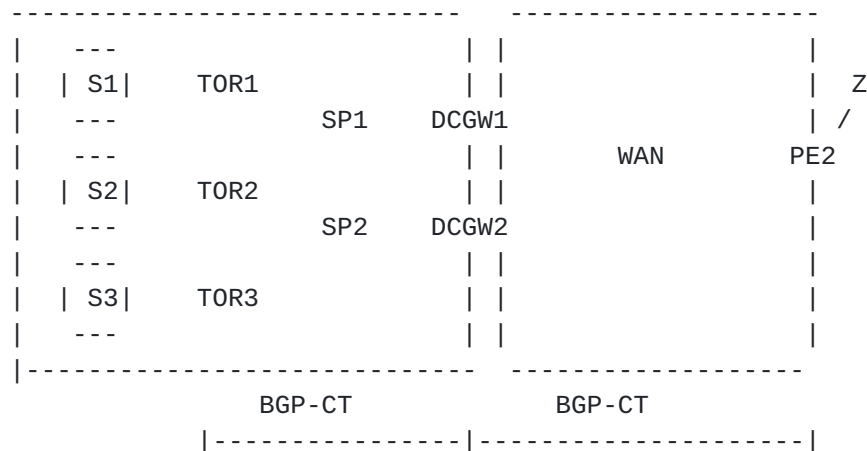 S1 TOR1 Z
SP1 DCGW1 /
WAN PE2
S2 TOR2
SP2 DCGW2
S3 TOR3
BGP-CT BGP-CT